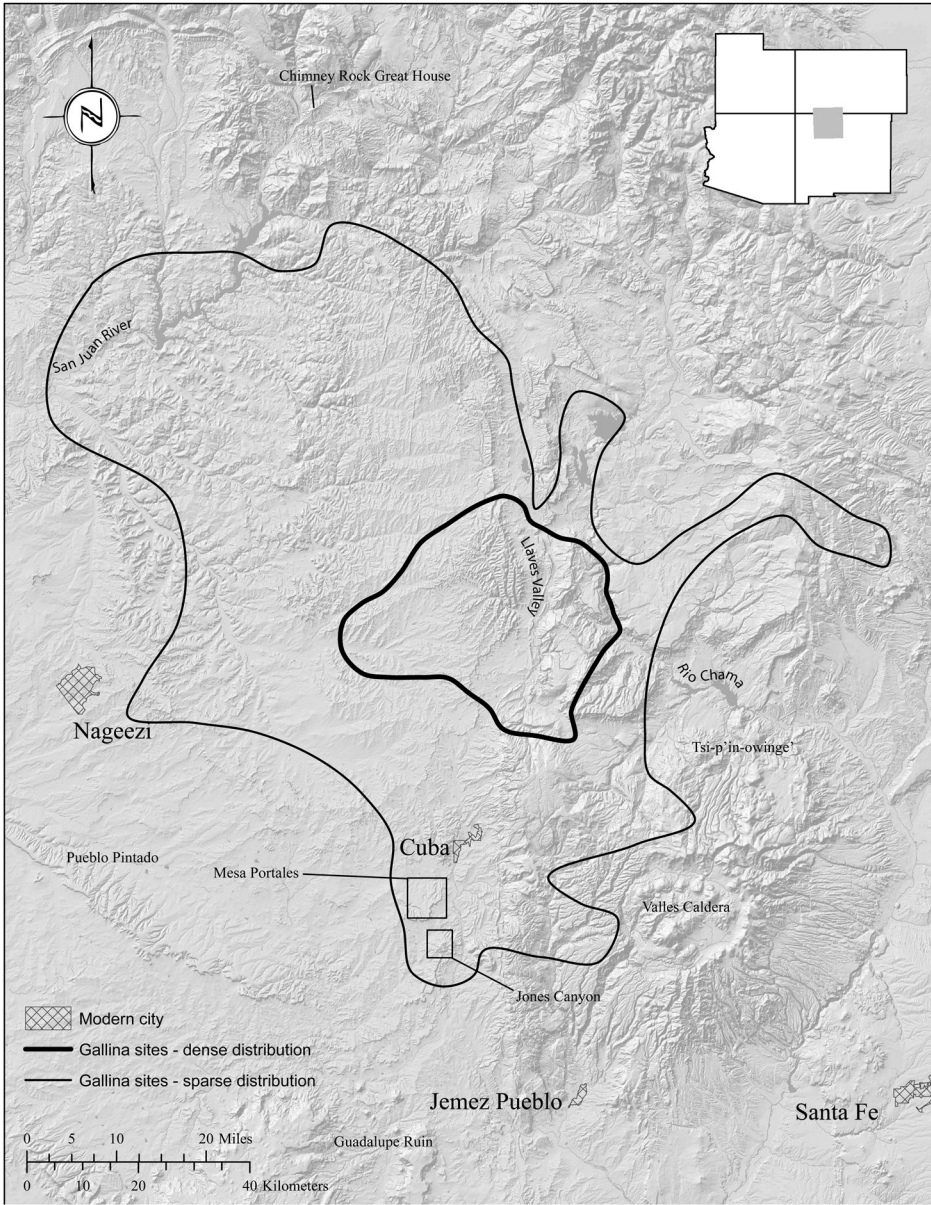 Chimney Rock Great House
N
San Juan River
Llaves Valley
Rio Chama
Nageezi
Tsi-p'in-owinge'
Cuba
Pueblo Pintado
Mesa Portales
Valles Caldera
Jones Canyon
Modern city
Gallina sites - dense distribution
Gallina sites - sparse distribution
Jemez Pueblo
Santa Fe
Guadalupe Ruin
0 5 10 20 Miles
0 10 20 40 Kilometers